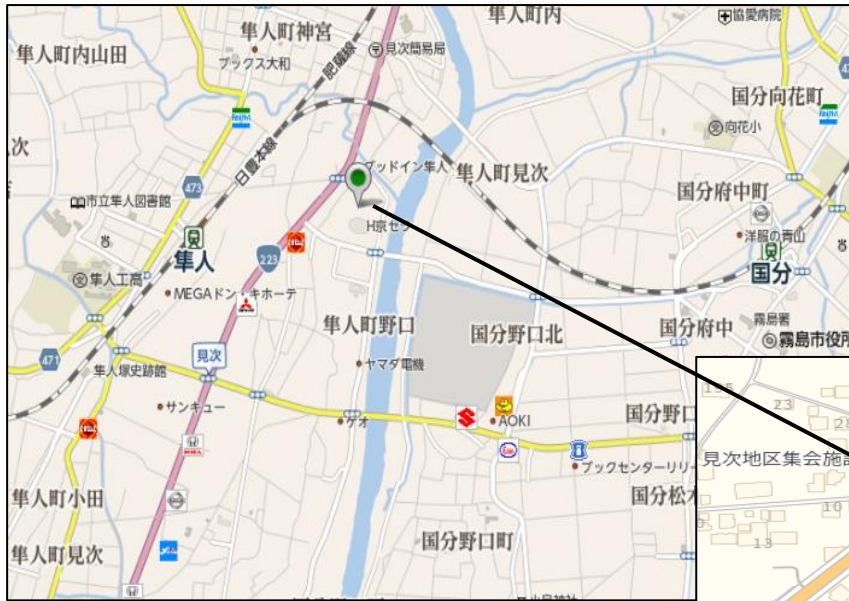 隼人町内
協愛病院
隼人町神宮
ブックス大和
見次簡易局
隼人町内山田
肥薩線
日豊本線
国分向花町
向花小
次
473
グッドイン隼人
隼人町見次
国分府中町
市立隼人図書館
H京セラ
洋服の青山
隼人
国分
223
隼人工高
MEGAドン・キホーテ
隼人町野口
国分野口北
国分府中
霧島署
霧島市役所
471
見次
隼人塚史跡館
ヤマダ電機
サンキュー
ゲオ
AOKI
国分野口
ブックセンターリリー
国分松木
隼人町小田
隼人町見次
国分野口町
23
見次地区集会施設
10
13